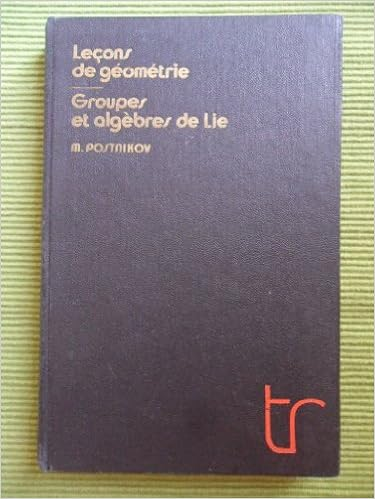 Leçons
de géométrie
Groupes
et algèbres de Lie
M. POSTNIKOV
tr